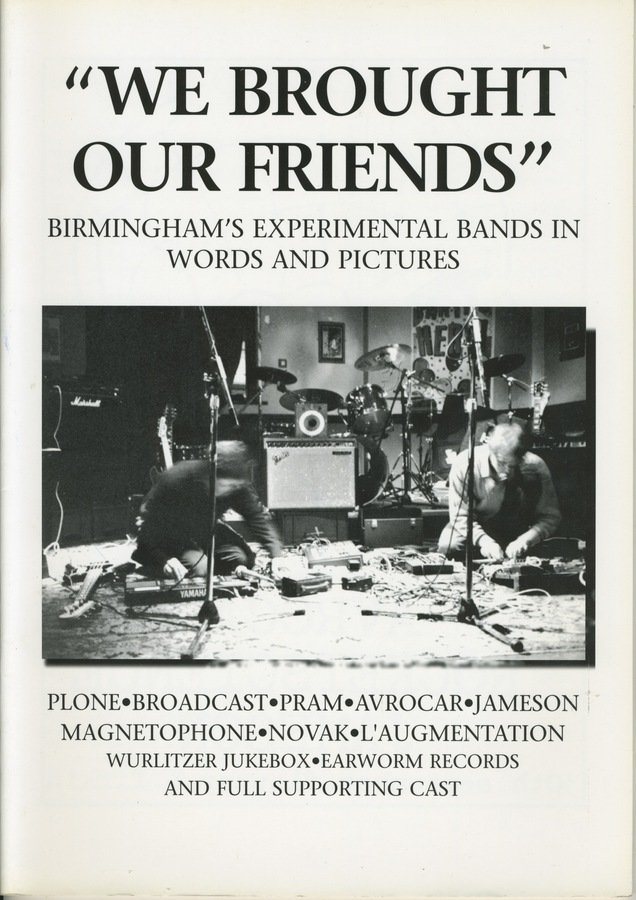 “WE BROUGHT
OUR FRIENDS”
BIRMINGHAM’S EXPERIMENTAL BANDS IN
WORDS AND PICTURES
Marshall
YAMAHA
PLONE•BROADCAST•PRAM•AVROCAR•JAMESON
MAGNETOPHONE•NOVAK•L'AUGMENTATION
WURLITZER JUKEBOX•EARWORM RECORDS
AND FULL SUPPORTING CAST